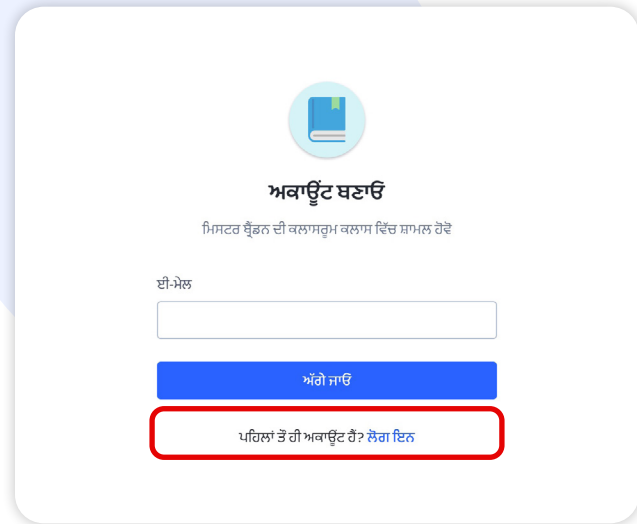 ਅਕਾਊਂਟ ਬਣਾਓ
ਮਿਸਟਰ ਬ੍ਰੈਂਡਨ ਦੀ ਕਲਾਸਰੂਮ ਕਲਾਸ ਵਿੱਚ ਸ਼ਾਮਲ ਹੋਵੋ
ਈ-ਮੇਲ
ਅੱਗੇ ਜਾਓ
ਪਹਿਲਾਂ ਤੋਂ ਹੀ ਅਕਾਊਂਟ ਹੈਂ? ਲੋਗ ਇਨ